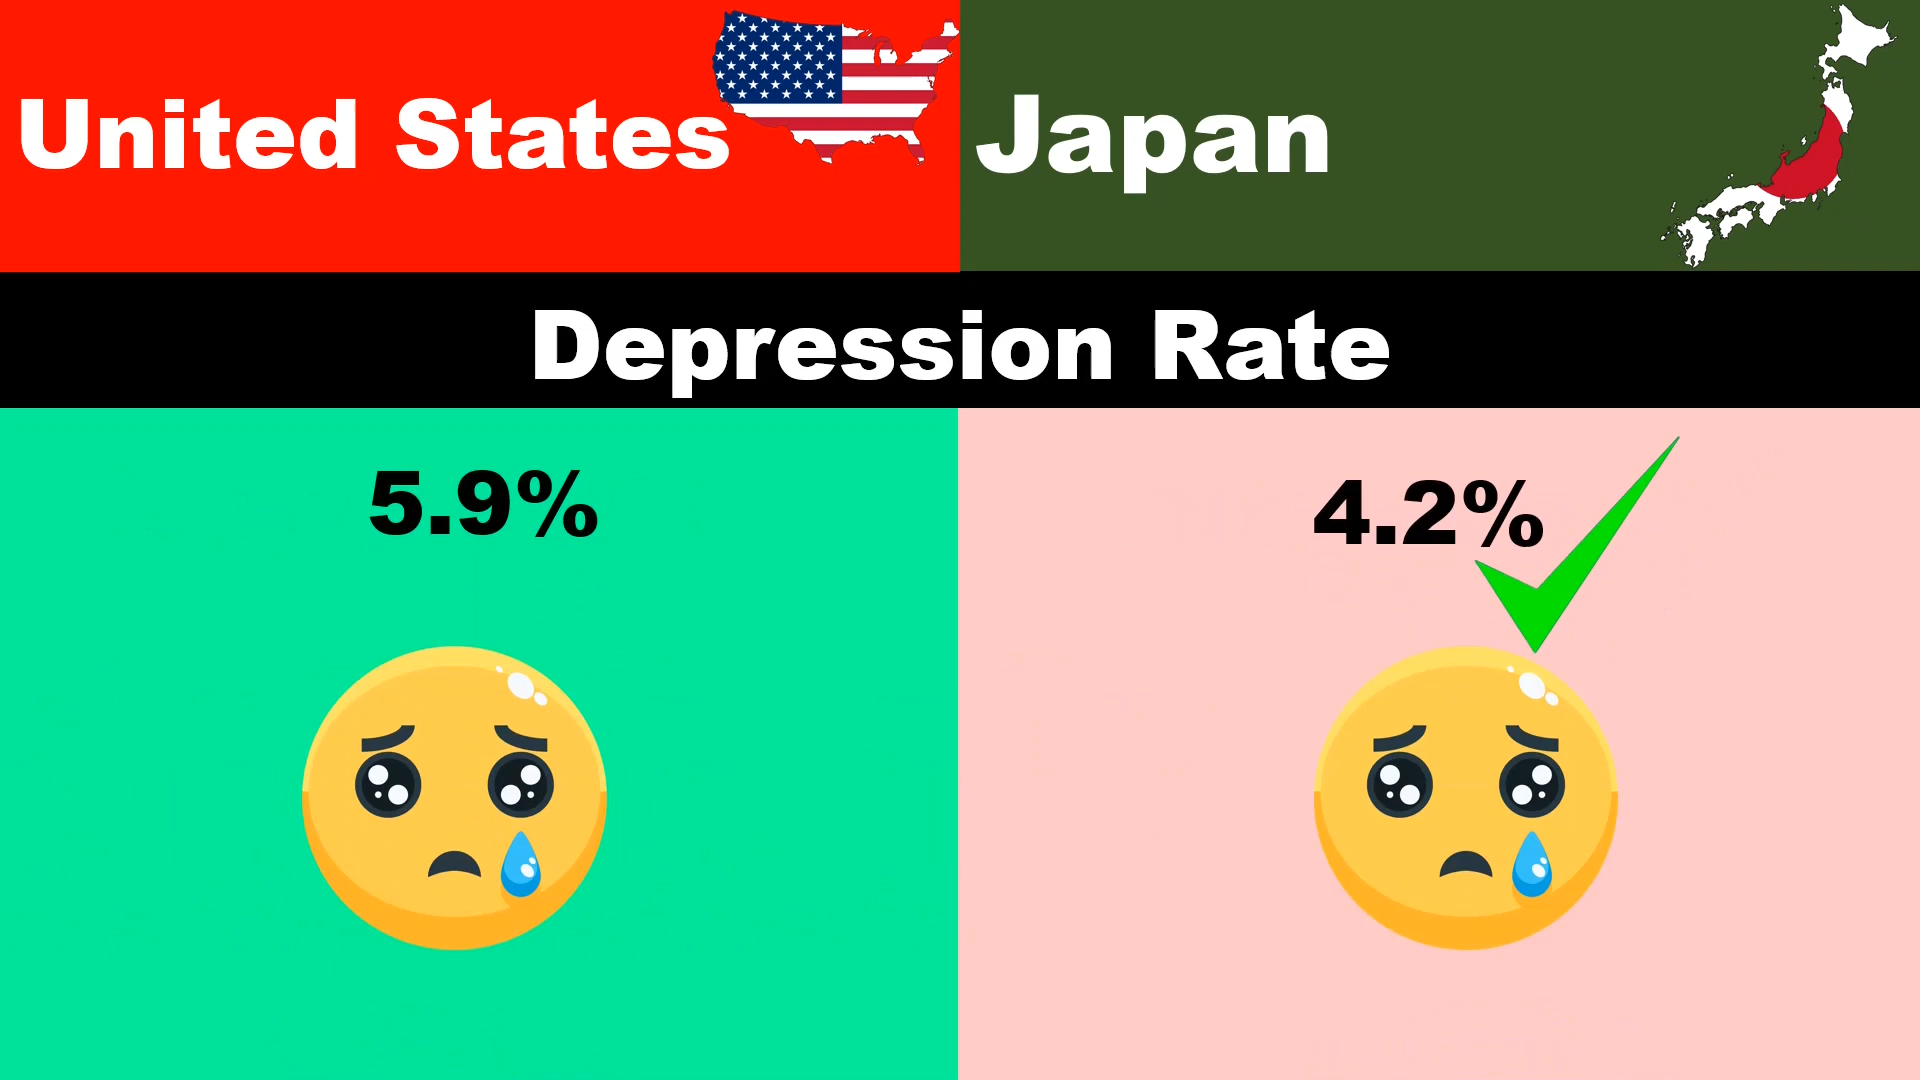 United States
Japan
Depression Rate
5.9%
4.2%